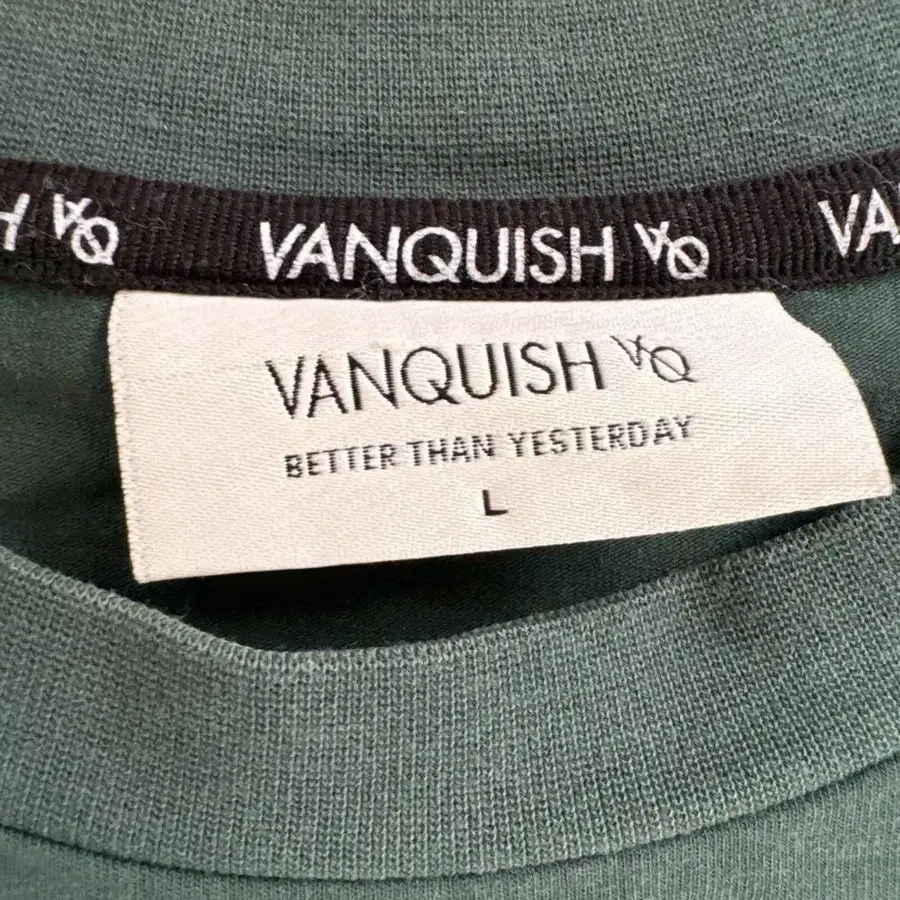 H VQ VANQUISH VQ VA
VANQUISH VQ
BETTER THAN YESTERDAY
L